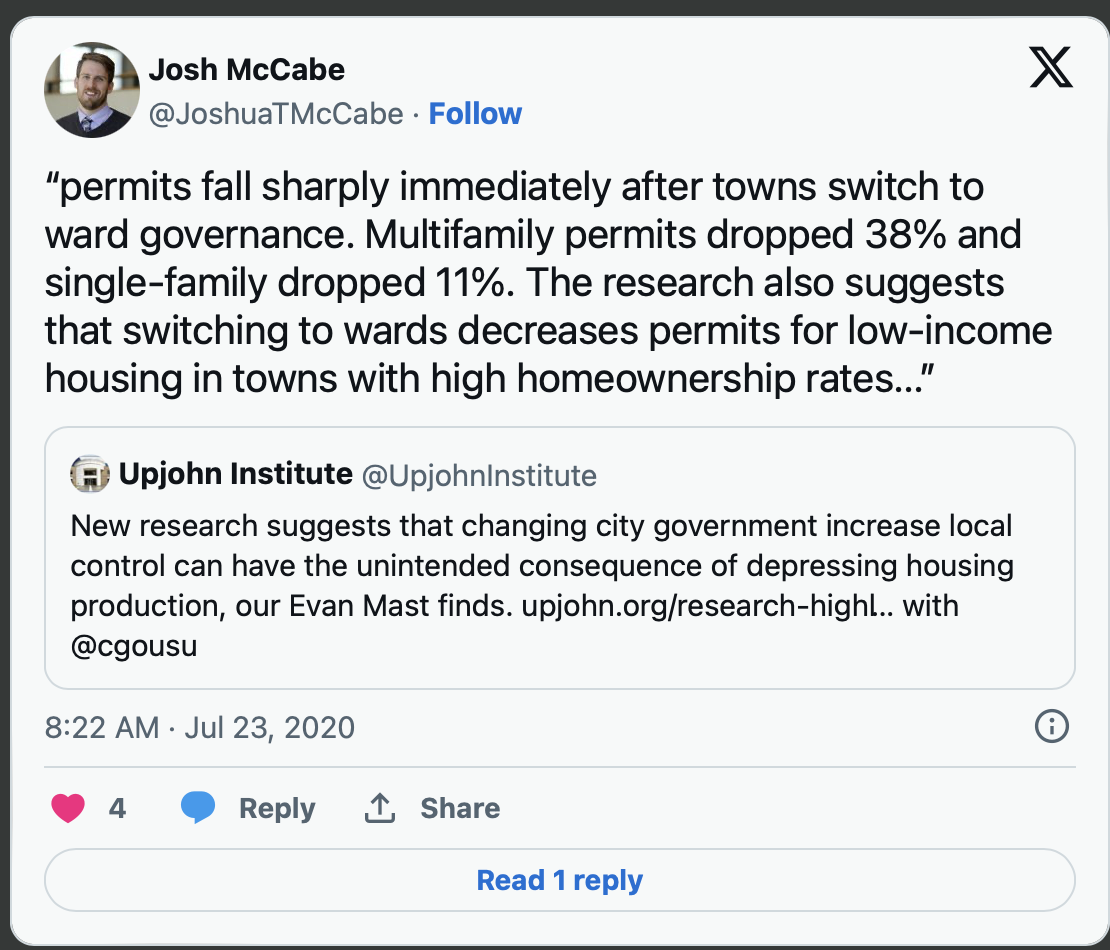 Josh McCabe
@JoshuaTMcCabe · Follow
“permits fall sharply immediately after towns switch to
ward governance. Multifamily permits dropped 38% and
single-family dropped 11%. The research also suggests
that switching to wards decreases permits for low-income
housing in towns with high homeownership rates...”
Upjohn Institute @UpjohnInstitute
New research suggests that changing city government increase local
control can have the unintended consequence of depressing housing
production, our Evan Mast finds. upjohn.org/research-highl... with
@cgousu
8:22 AM · Jul 23, 2020
4 Reply Share
Read 1 reply